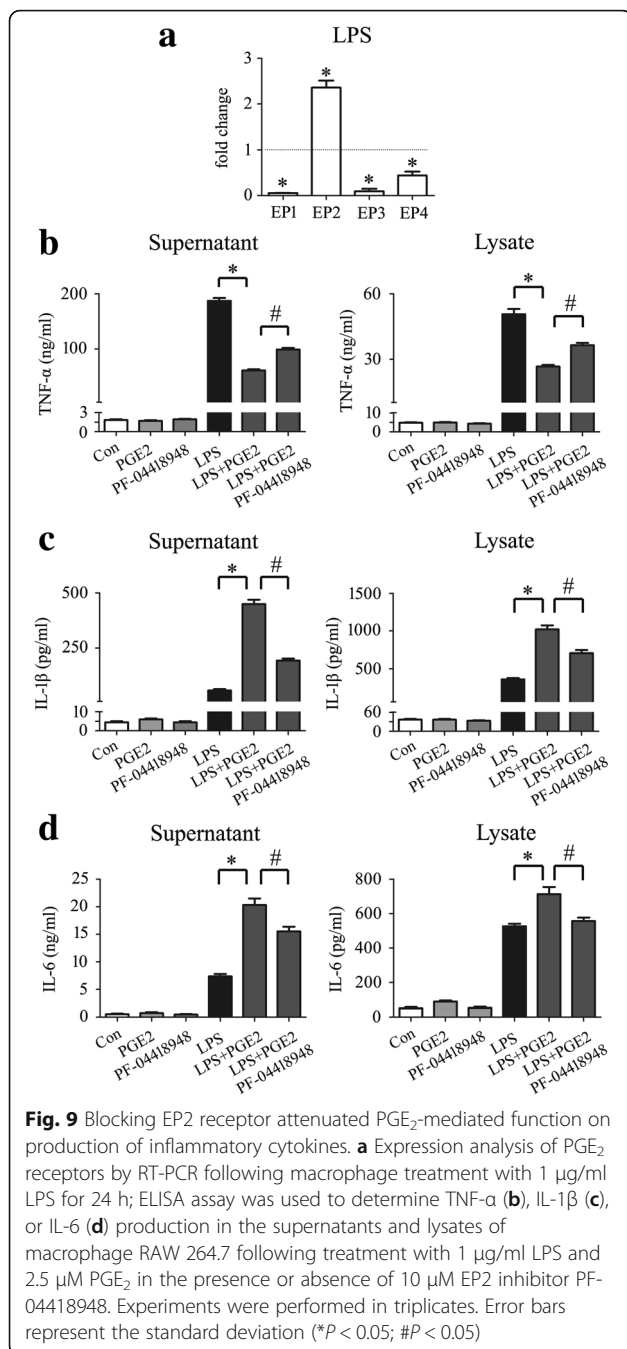 a
LPS
*
fold change
3
2
1
0
*
*
*
EP1 EP2 EP3 EP4
b
Supernatant
Lysate
TNF-α (ng/ml)
200
100
3
0
*
#
Con
PGE2
PF-04418948
LPS
LPS+PGE2
LPS+PGE2
PF-04418948
TNF-α (ng/ml)
60
30
10
0
*
#
Con
PGE2
PF-04418948
LPS
LPS+PGE2
LPS+PGE2
PF-04418948
c
Supernatant
Lysate
IL-1β (pg/ml)
500
250
10
0
*
#
Con
PGE2
PF-04418948
LPS
LPS+PGE2
LPS+PGE2
PF-04418948
IL-1β (pg/ml)
1500
1000
500
60
0
*
#
Con
PGE2
PF-04418948
LPS
LPS+PGE2
LPS+PGE2
PF-04418948
d
Supernatant
Lysate
IL-6 (ng/ml)
25
20
15
10
5
0
*
#
Con
PGE2
PF-04418948
LPS
LPS+PGE2
LPS+PGE2
PF-04418948
IL-6 (pg/ml)
800
600
400
200
0
*
#
Con
PGE2
PF-04418948
LPS
LPS+PGE2
LPS+PGE2
PF-04418948
Fig. 9 Blocking EP2 receptor attenuated PGE₂-mediated function on
production of inflammatory cytokines. a Expression analysis of PGE₂
receptors by RT-PCR following macrophage treatment with 1 μg/ml
LPS for 24 h; ELISA assay was used to determine TNF-α (b), IL-1β (c),
or IL-6 (d) production in the supernatants and lysates of
macrophage RAW 264.7 following treatment with 1 μg/ml LPS and
2.5 μM PGE₂ in the presence or absence of 10 μM EP2 inhibitor PF-
04418948. Experiments were performed in triplicates. Error bars
represent the standard deviation (*P < 0.05; #P < 0.05)